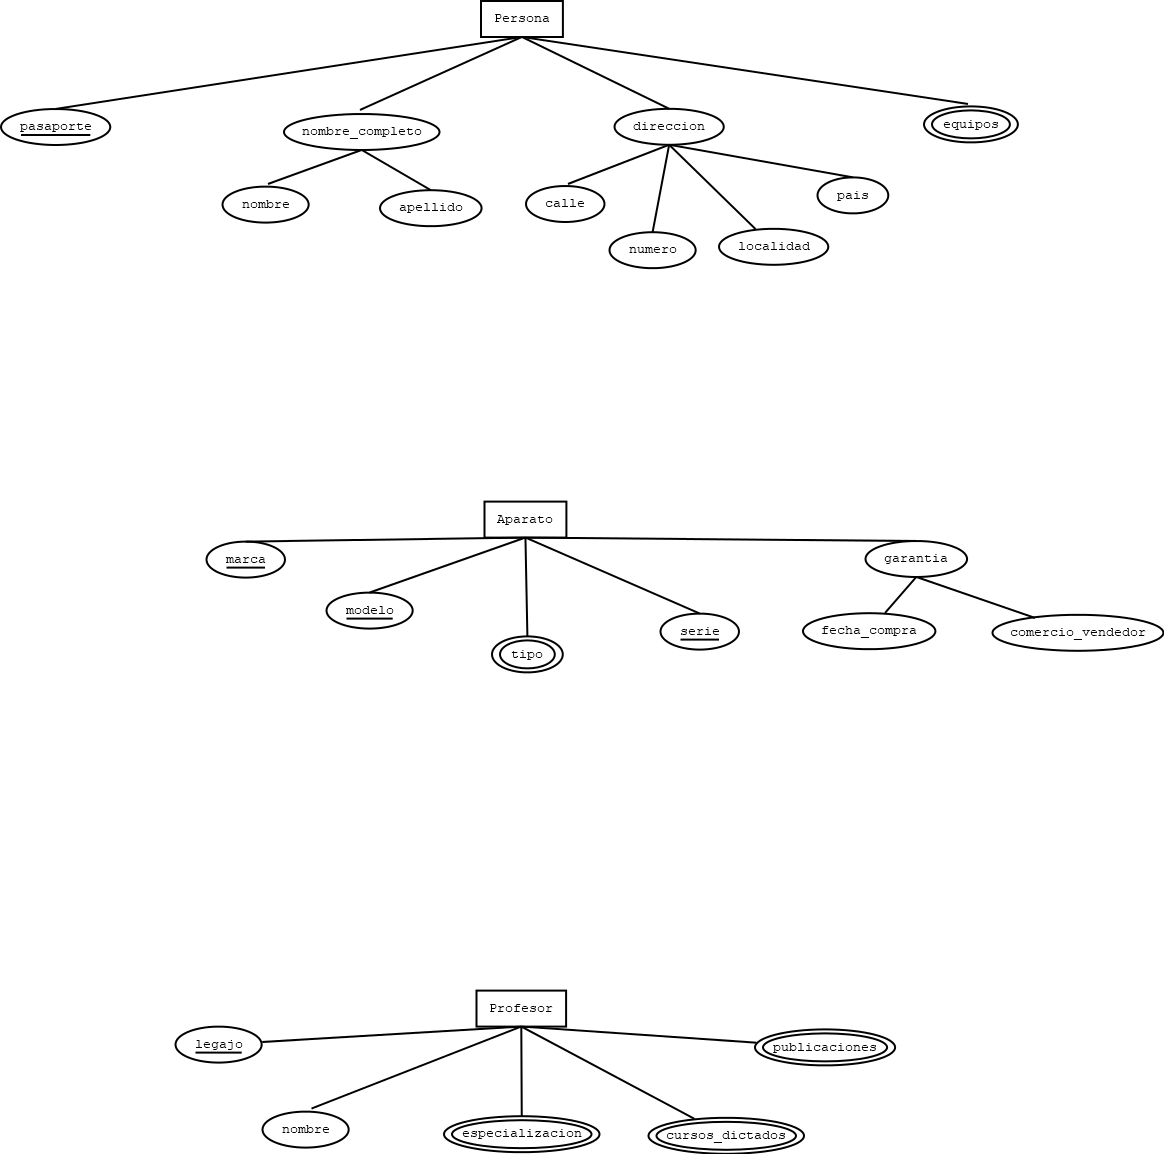 Persona
pasaporte
nombre_completo
direccion
equipos
nombre
apellido
calle
numero
localidad
pais
Aparato
marca
modelo
tipo
serie
garantia
fecha_compra
comercio_vendedor
Profesor
legajo
nombre
especializacion
cursos_dictados
publicaciones